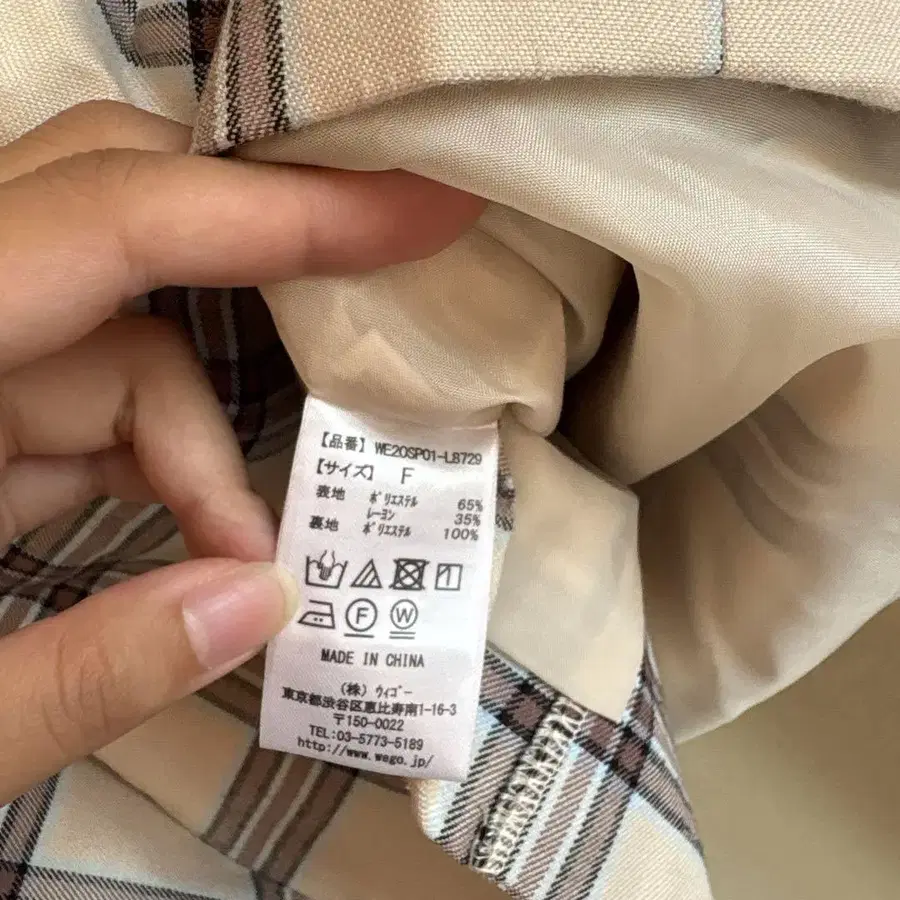 【品番】 WE20SP01-L8729
【サイズ】 F
表地 ポリエステル 65%
レーヨン 35%
裏地 ポリエステル 100%
F W
MADE IN CHINA
(株) ウィゴー
東京都渋谷区恵比寿南1-16-3
〒150-0022
TEL:03-5773-5189
http://www.wego.jp/